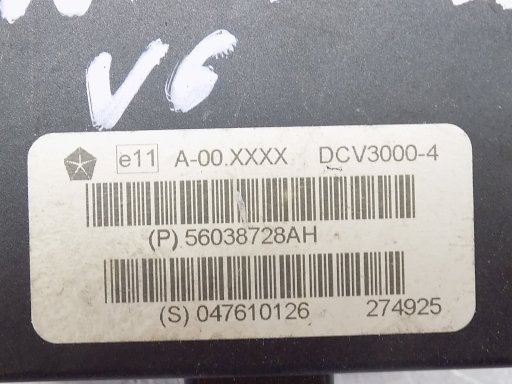 V6
e11 A-00.XXXX DCV3000-4
(P) 56038728AH
(S) 047610126 274925